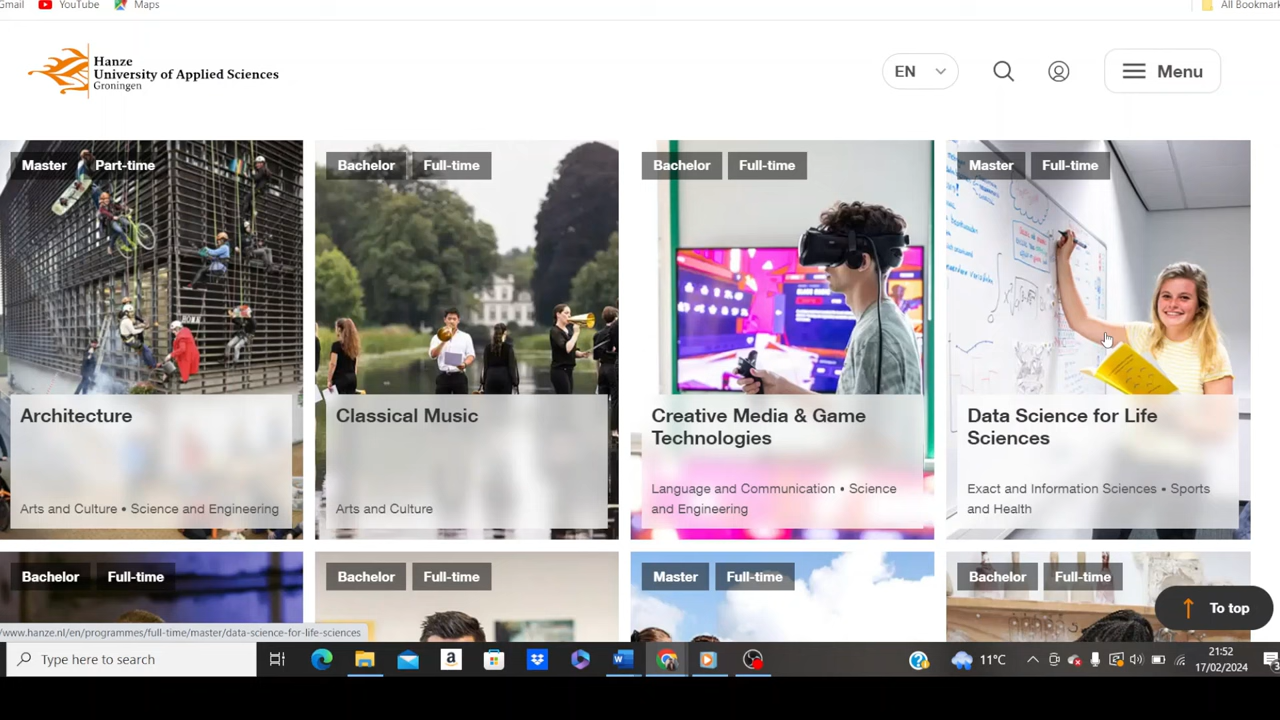 Gmail
YouTube
Maps
All Bookmark
Hanze
University of Applied Sciences
Groningen
EN
Menu
Master Part-time
Bachelor Full-time
Bachelor Full-time
Master Full-time
Architecture
Arts and Culture • Science and Engineering
Classical Music
Arts and Culture
Creative Media & Game
Technologies
Language and Communication • Science
and Engineering
Data Science for Life
Sciences
Exact and Information Sciences • Sports
and Health
Bachelor Full-time
Bachelor Full-time
Master Full-time
Bachelor Full-time
To top
/www.hanze.nl/en/programmes/full-time/master/data-science-for-life-sciences
Type here to search
11°C
21:52
17/02/2024
3